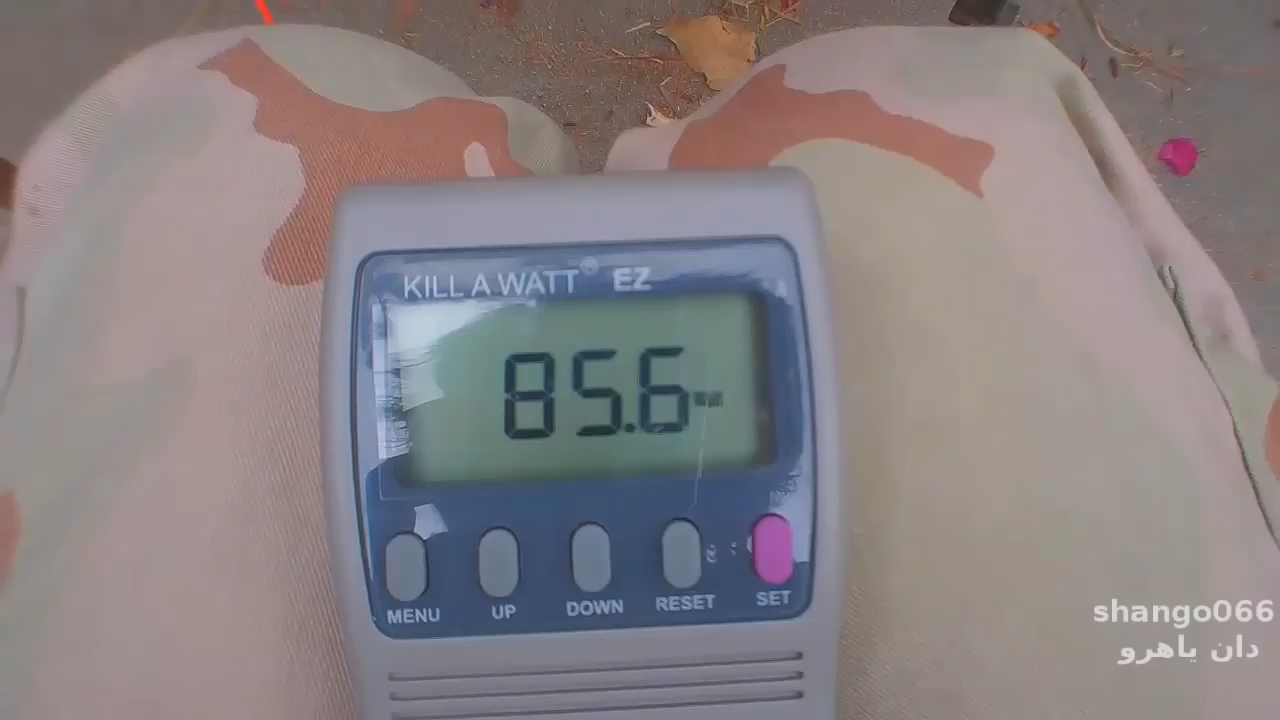 KILL A WATT® EZ
85.6
MENU UP DOWN RESET SET
shango066
دان ياهرو